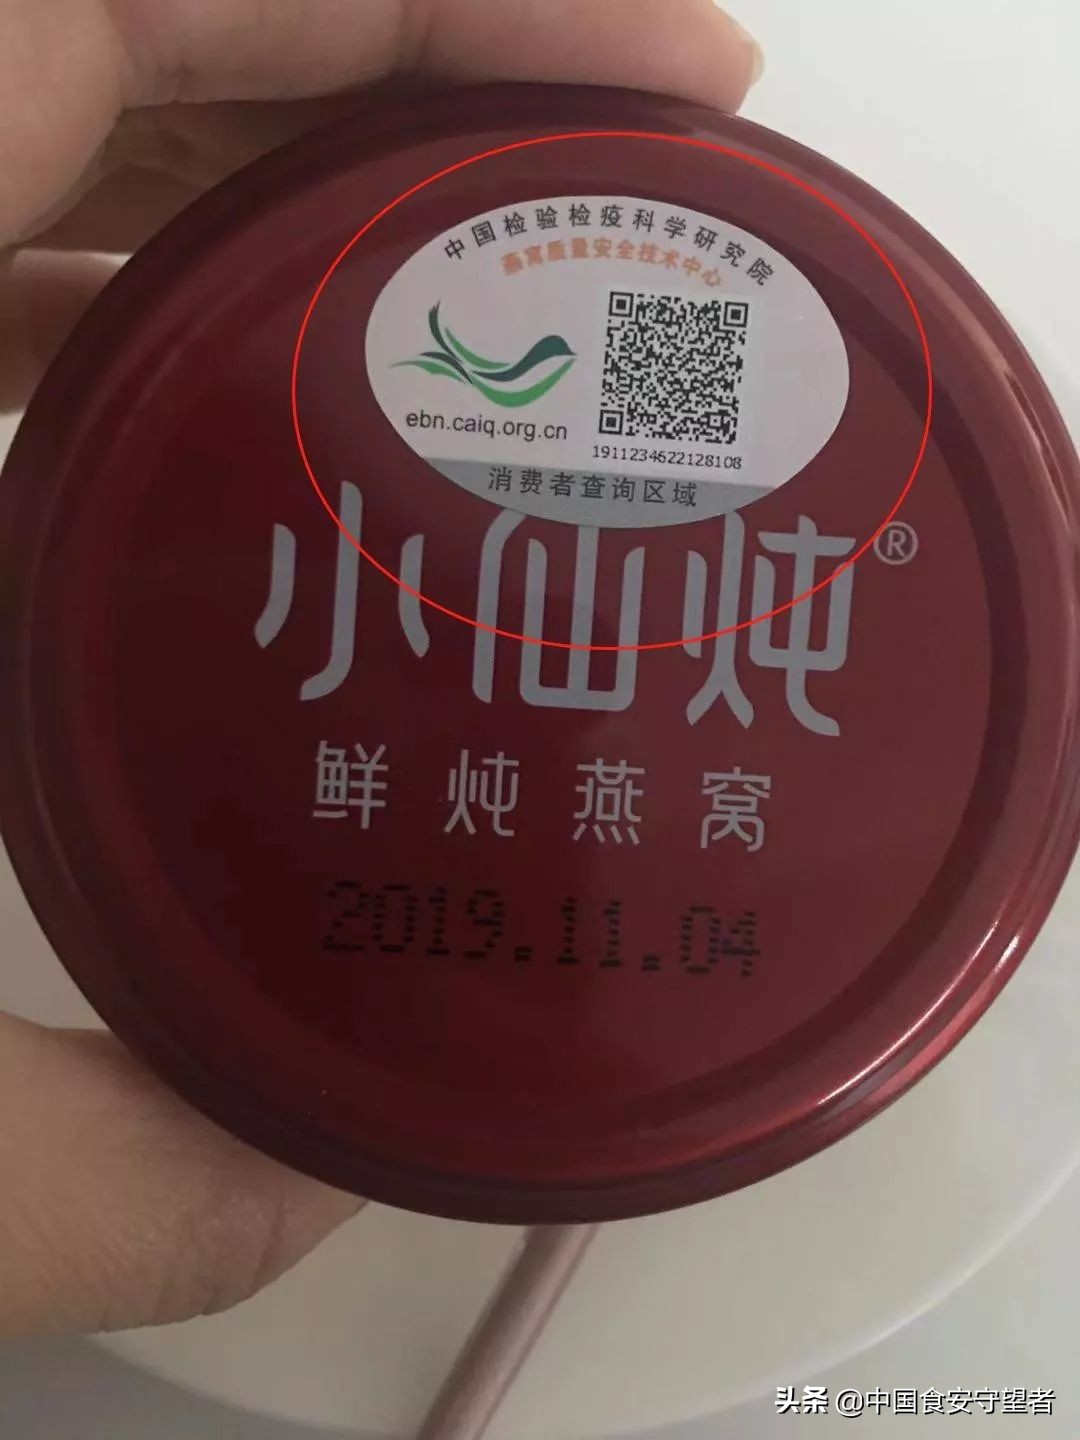 中国检验检疫科学研究院
燕窝质量安全技术中心
ebn.caiq.org.cn
1911234622128108
消费者查询区域
小仙炖®
鲜炖燕窝
2019.11.04
头条 @中国食安守望者